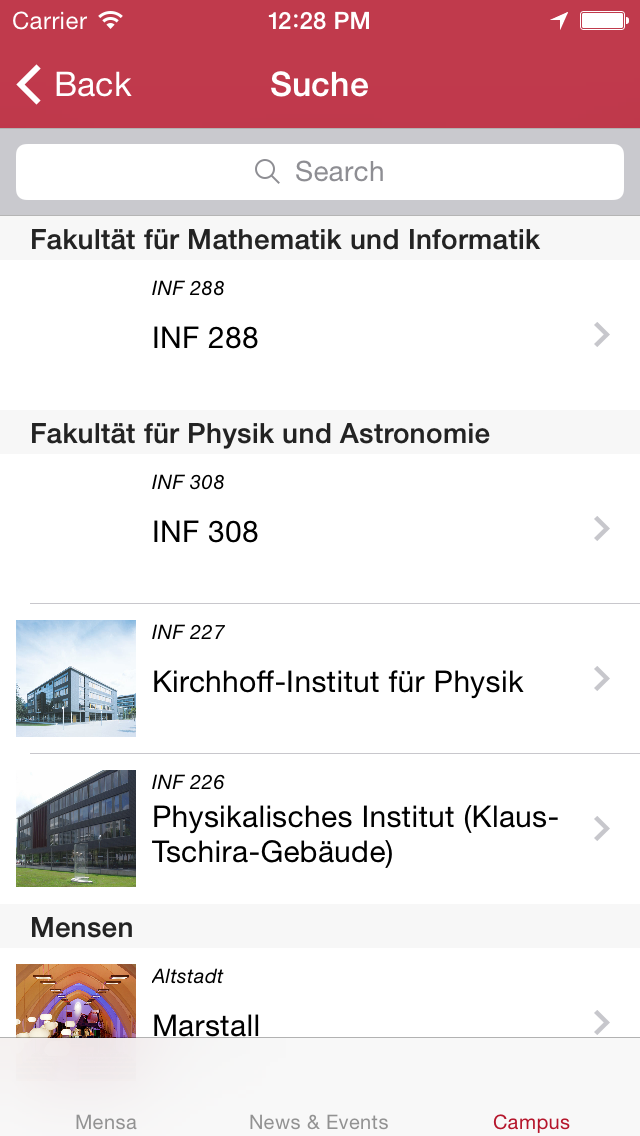 Carrier 12:28 PM
Back Suche
Search
Fakultät für Mathematik und Informatik
INF 288
INF 288
Fakultät für Physik und Astronomie
INF 308
INF 308
INF 227
Kirchhoff-Institut für Physik
INF 226
Physikalisches Institut (Klaus-
Tschira-Gebäude)
Mensen
Altstadt
Marstall
Mensa News & Events Campus